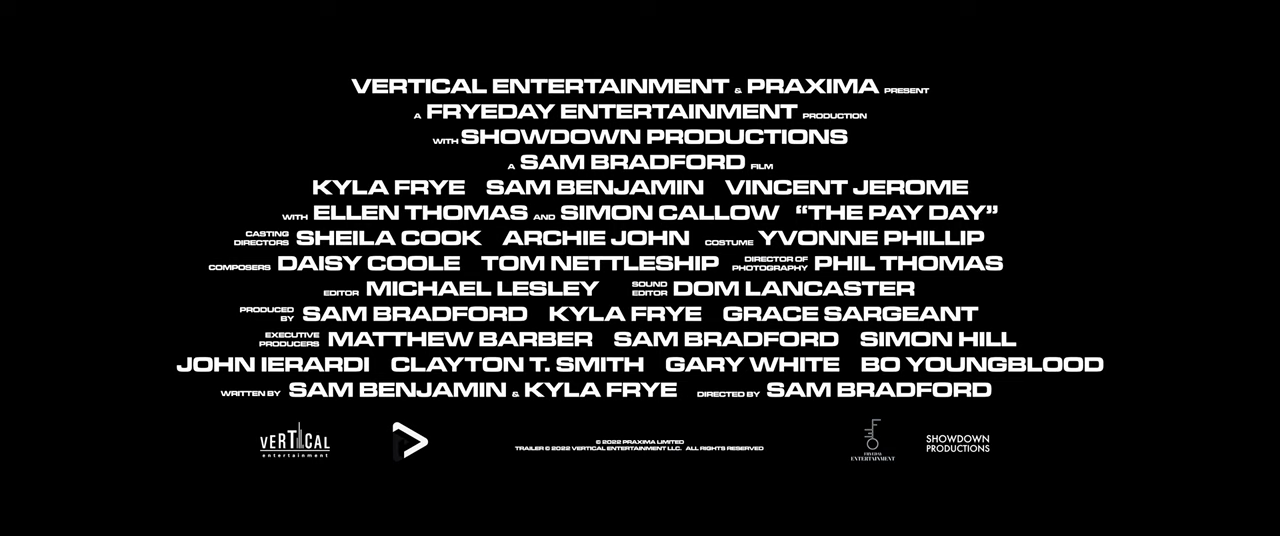 VERTICAL ENTERTAINMENT & PRAXIMA PRESENT
A FRYEDAY ENTERTAINMENT PRODUCTION
WITH SHOWDOWN PRODUCTIONS
A SAM BRADFORD FILM
KYLA FRYE SAM BENJAMIN VINCENT JEROME
WITH ELLEN THOMAS AND SIMON CALLOW “THE PAY DAY”
CASTING DIRECTORS SHEILA COOK ARCHIE JOHN COSTUME YVONNE PHILLIP
COMPOSERS DAISY COOLE TOM NETTLESHIP DIRECTOR OF PHOTOGRAPHY PHIL THOMAS
EDITOR MICHAEL LESLEY SOUND EDITOR DOM LANCASTER
PRODUCED BY SAM BRADFORD KYLA FRYE GRACE SARGEANT
EXECUTIVE PRODUCERS MATTHEW BARBER SAM BRADFORD SIMON HILL
JOHN IERARDI CLAYTON T. SMITH GARY WHITE BO YOUNGBLOOD
WRITTEN BY SAM BENJAMIN & KYLA FRYE DIRECTED BY SAM BRADFORD
VERTICAL
entertainment
© 2022 PRAXIMA LIMITED
TRAILER © 2022 VERTICAL ENTERTAINMENT LLC. ALL RIGHTS RESERVED
FRYEDAY
ENTERTAINMENT
SHOWDOWN
PRODUCTIONS